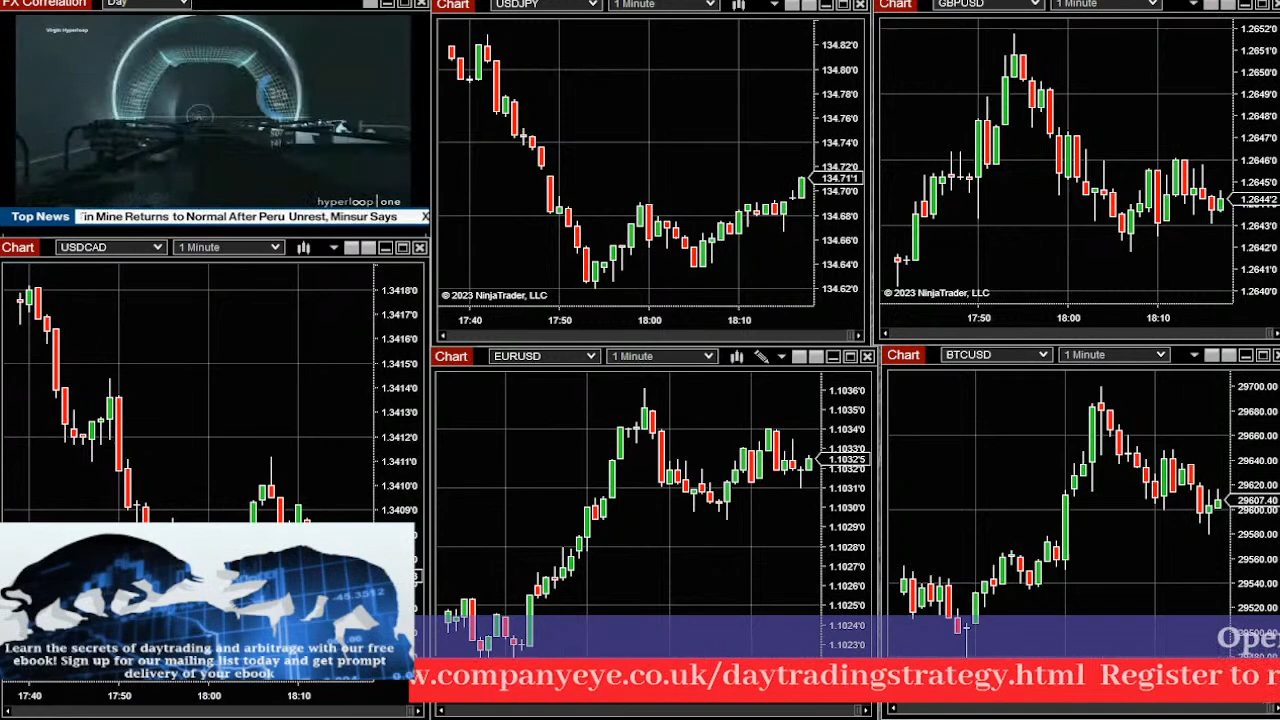 FX Correlation
Day
Virgin Hyperloop
hyperloop | one
Top News
in Mine Returns to Normal After Peru Unrest, Minsur Says
X
Chart
USDJPY
1 Minute
134.82'0
134.80'0
134.78'0
134.76'0
134.74'0
134.72'0
134.71'1
134.70'0
134.68'0
134.66'0
134.64'0
134.62'0
© 2023 NinjaTrader, LLC
17:40
17:50
18:00
18:10
Chart
GBPUSD
1 Minute
1.2652'0
1.2651'0
1.2649'0
1.2648'0
1.2647'0
1.2646'0
1.2645'0
1.2644'2
1.2643'0
1.2642'0
1.2641'0
1.2640'0
© 2023 NinjaTrader, LLC
17:50
18:00
18:10
Chart
USDCAD
1 Minute
1.3418'0
1.3417'0
1.3416'0
1.3415'0
1.3414'0
1.3413'0
1.3412'0
1.3411'0
1.3410'0
1.3409'0
-45.3512
Learn the secrets of daytrading and arbitrage with our free
ebook! Sign up for our mailing list today and get prompt
delivery of your ebook
17:40
17:50
18:00
18:10
Chart
EURUSD
1 Minute
1.1036'0
1.1035'0
1.1034'0
1.1033'0
1.1032'5
1.1032'0
1.1031'0
1.1030'0
1.1029'0
1.1028'0
1.1027'0
1.1026'0
1.1025'0
1.1024'0
1.1023'0
Chart
BTCUSD
1 Minute
29700.00
29680.00
29660.00
29640.00
29620.00
29607.40
29600.00
29580.00
29560.00
29540.00
29520.00
Ope
w.companyeye.co.uk/daytradingstrategy.html Register to r